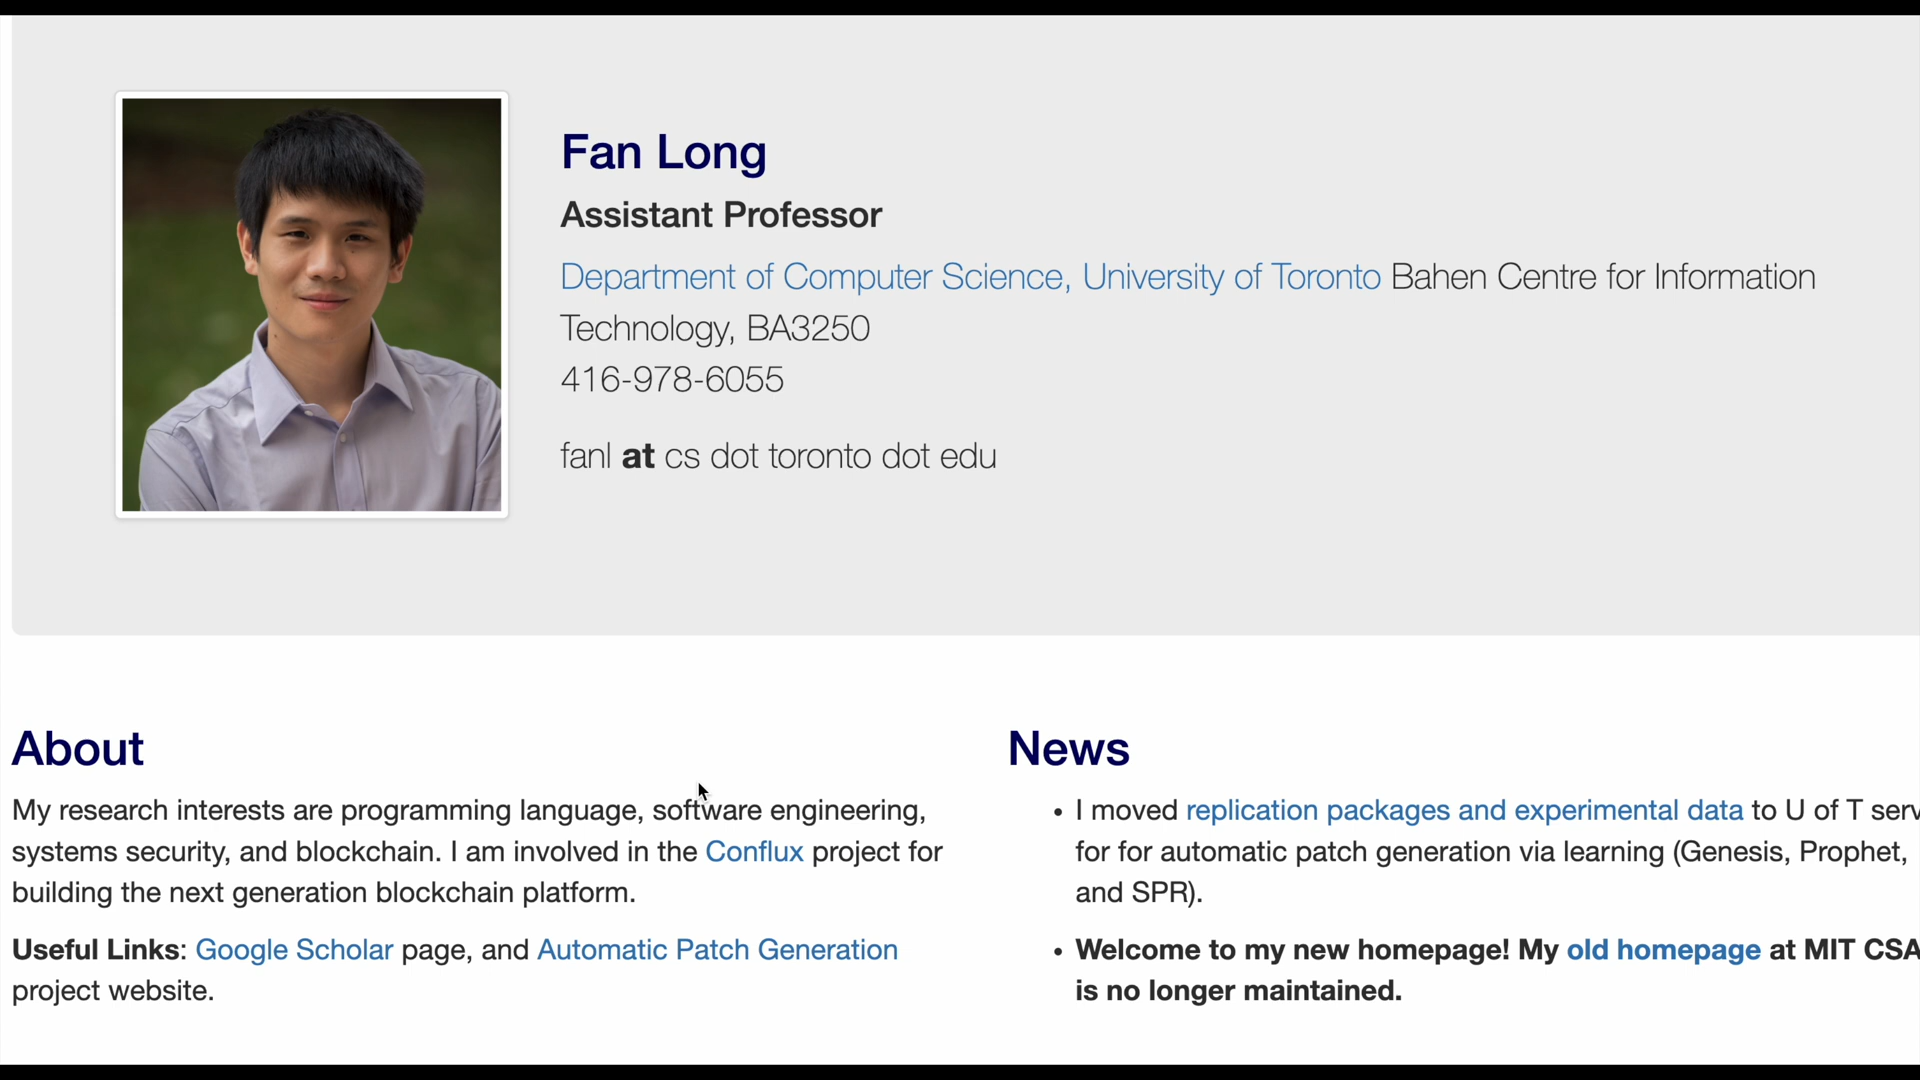 Fan Long
Assistant Professor
Department of Computer Science, University of Toronto Bahen Centre for Information
Technology, BA3250
416-978-6055
fanl at cs dot toronto dot edu
About
My research interests are programming language, software engineering,
systems security, and blockchain. I am involved in the Conflux project for
building the next generation blockchain platform.
Useful Links: Google Scholar page, and Automatic Patch Generation
project website.
News
• I moved replication packages and experimental data to U of T serv
for for automatic patch generation via learning (Genesis, Prophet,
and SPR).
• Welcome to my new homepage! My old homepage at MIT CSA
is no longer maintained.